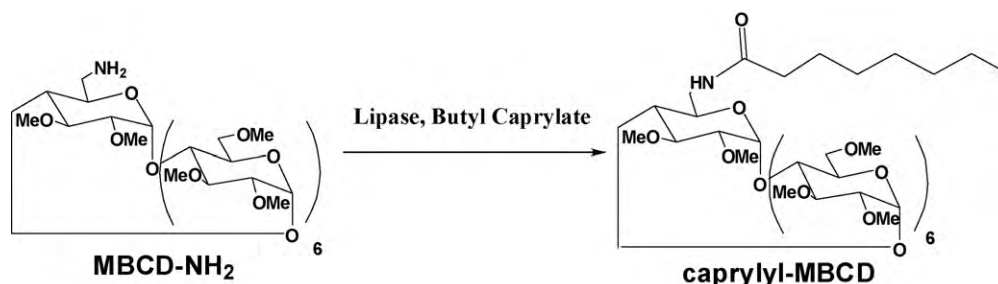 O
NH₂
HN
O
O
MeO
OMe
OMe
O
MeO
O
OMe
O
6
Lipase, Butyl Caprylate
MeO
OMe
OMe
O
MeO
O
OMe
O
6
MBCD-NH₂
caprylyl-MBCD